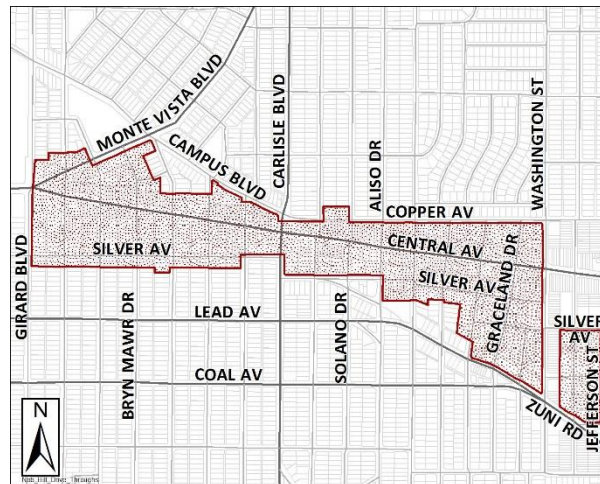 MONTE VISTA BLVD
CAMPUS BLVD
CARLISLE BLVD
ALISO DR
WASHINGTON ST
COPPER AV
CENTRAL AV
SILVER AV
SILVER AV
GRACELAND DR
GIRARD BLVD
BRYN MAWR DR
LEAD AV
SOLANO DR
COAL AV
SILVER
AV
JEFFERSON ST
ZUNI RD
N
Nob_Hill_Drive_Throughs